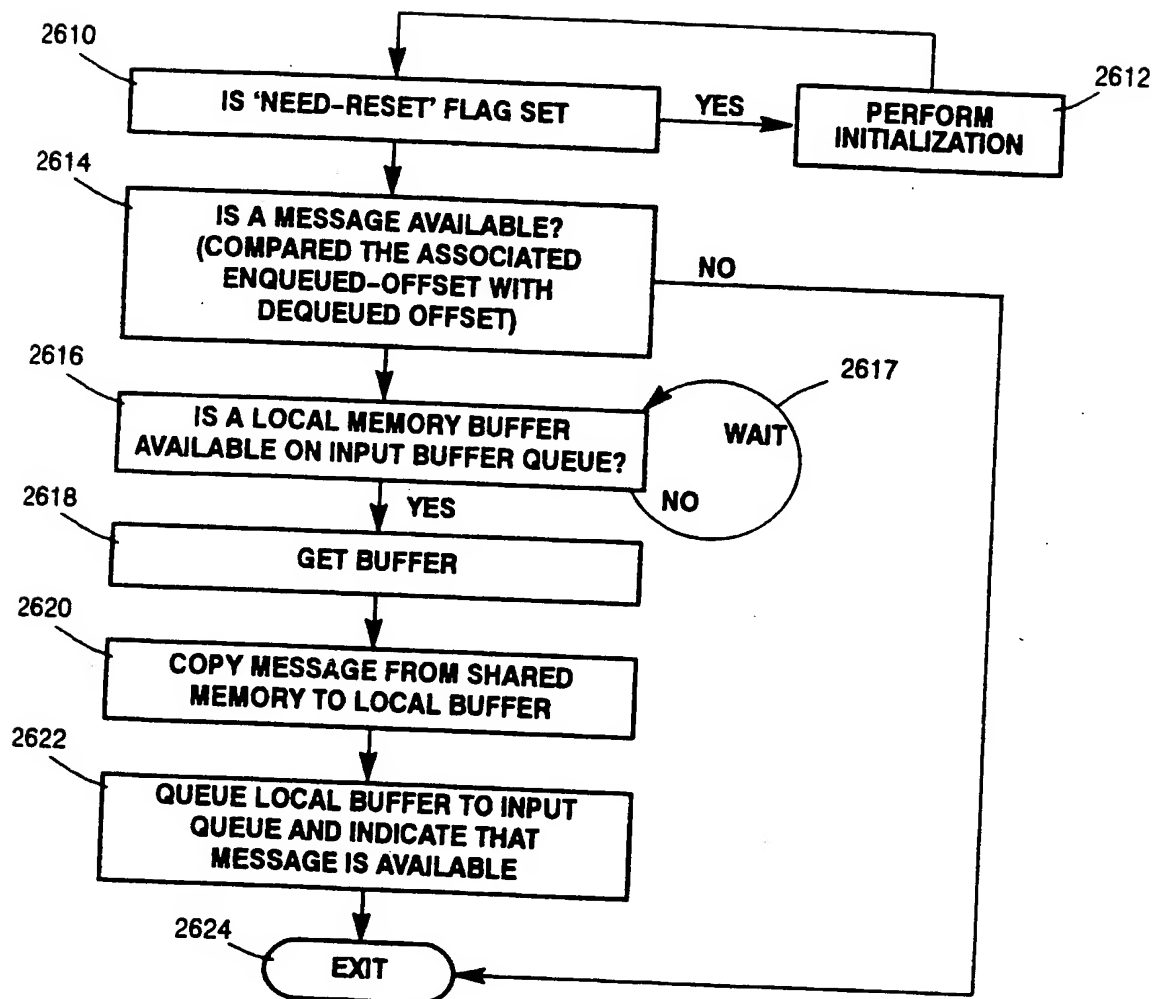 2610
IS 'NEED-RESET' FLAG SET
YES
PERFORM
INITIALIZATION
2612
2614
IS A MESSAGE AVAILABLE?
(COMPARED THE ASSOCIATED
ENQUEUED-OFFSET WITH
DEQUEUED OFFSET)
NO
2616
IS A LOCAL MEMORY BUFFER
AVAILABLE ON INPUT BUFFER QUEUE?
2617
WAIT
NO
YES
2618
GET BUFFER
2620
COPY MESSAGE FROM SHARED
MEMORY TO LOCAL BUFFER
2622
QUEUE LOCAL BUFFER TO INPUT
QUEUE AND INDICATE THAT
MESSAGE IS AVAILABLE
2624
EXIT